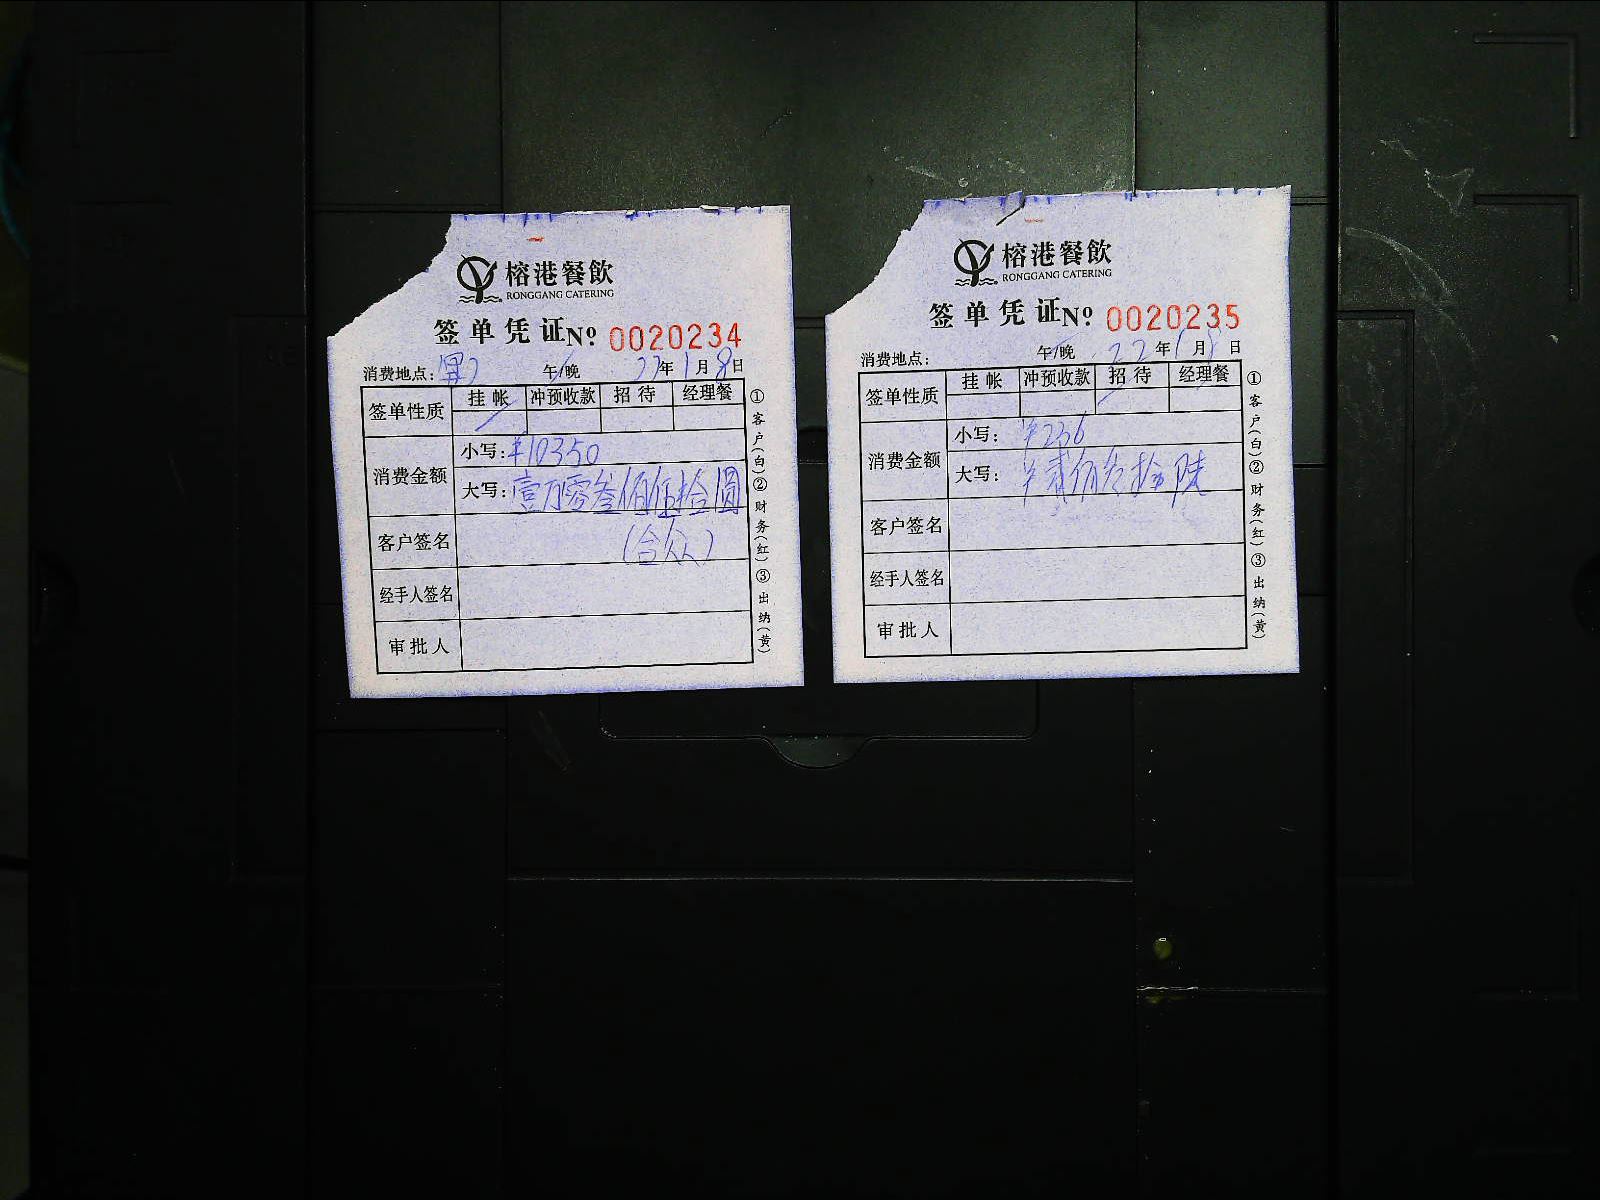 榕港餐飲
RONGGANG CATERING
签单凭证No 0020234
消费地点: 午/晚 22年1月8日
签单性质 挂帐 冲预收款 招待 经理餐
消费金额
小写:¥10350
大写:壹万零叁佰伍拾圆
客户签名 (合众)
经手人签名
审批人
①客户(白)②财务(红)③出纳(黄)
榕港餐飲
RONGGANG CATERING
签单凭证No 0020235
消费地点: 午/晚 22年1月8日
签单性质 挂帐 冲预收款 招待 经理餐
消费金额
小写: ¥236
大写: ¥贰佰叁拾陆
客户签名
经手人签名
审批人
①客户(白)②财务(红)③出纳(黄)